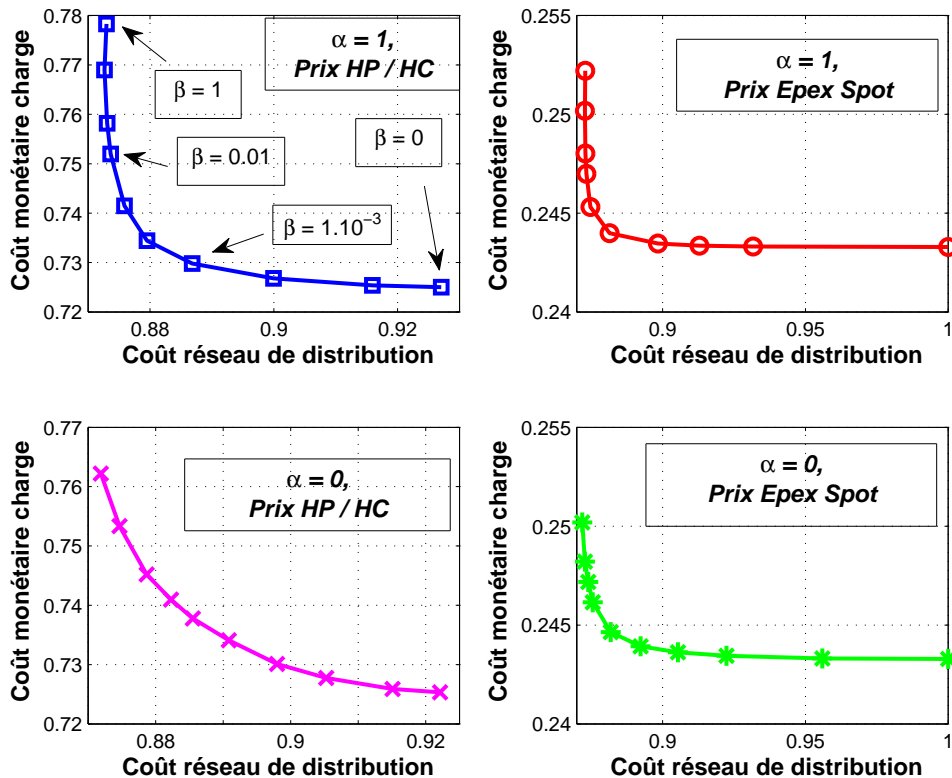 0.78
0.77
0.76
0.75
0.74
0.73
0.72
0.88
0.9
0.92
Coût monétaire charge
Coût réseau de distribution
α = 1,
Prix HP / HC
β = 1
β = 0
β = 0.01
β = 1.10⁻³
0.255
0.25
0.245
0.24
0.9
0.95
1
Coût monétaire charge
Coût réseau de distribution
α = 1,
Prix Epex Spot
0.77
0.76
0.75
0.74
0.73
0.72
0.88
0.9
0.92
Coût monétaire charge
Coût réseau de distribution
α = 0,
Prix HP / HC
0.255
0.25
0.245
0.24
0.9
0.95
1
Coût monétaire charge
Coût réseau de distribution
α = 0,
Prix Epex Spot